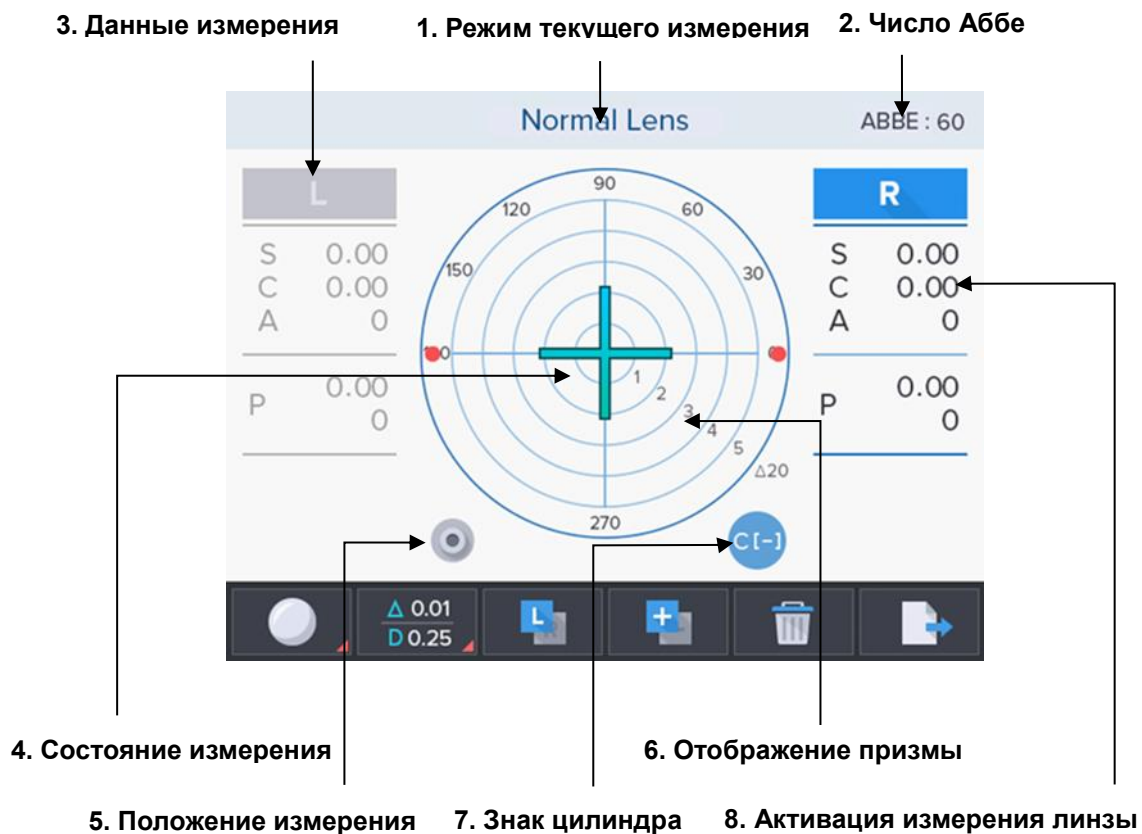 3. Данные измерения
1. Режим текущего измерения
2. Число Аббе
Normal Lens
ABBE : 60
L
S 0.00
C 0.00
A 0
P 0.00
0
90
120
60
150
30
1
2
3
4
5
Δ20
270
R
S 0.00
C 0.00
A 0
P 0.00
0
C[-]
Δ 0.01
D 0.25
L
+
4. Состояние измерения
6. Отображение призмы
5. Положение измерения
7. Знак цилиндра
8. Активация измерения линзы